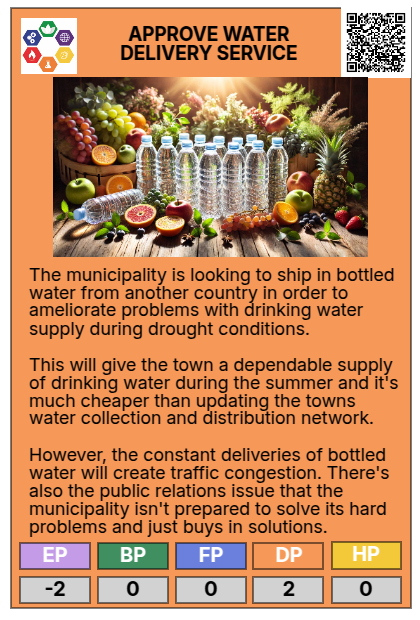 APPROVE WATER
DELIVERY SERVICE
The municipality is looking to ship in bottled
water from another country in order to
ameliorate problems with drinking water
supply during drought conditions.
This will give the town a dependable supply
of drinking water during the summer and it's
much cheaper than updating the towns
water collection and distribution network.
However, the constant deliveries of bottled
water will create traffic congestion. There's
also the public relations issue that the
municipality isn't prepared to solve its hard
problems and just buys in solutions.
EP BP FP DP HP
-2 0 0 2 0